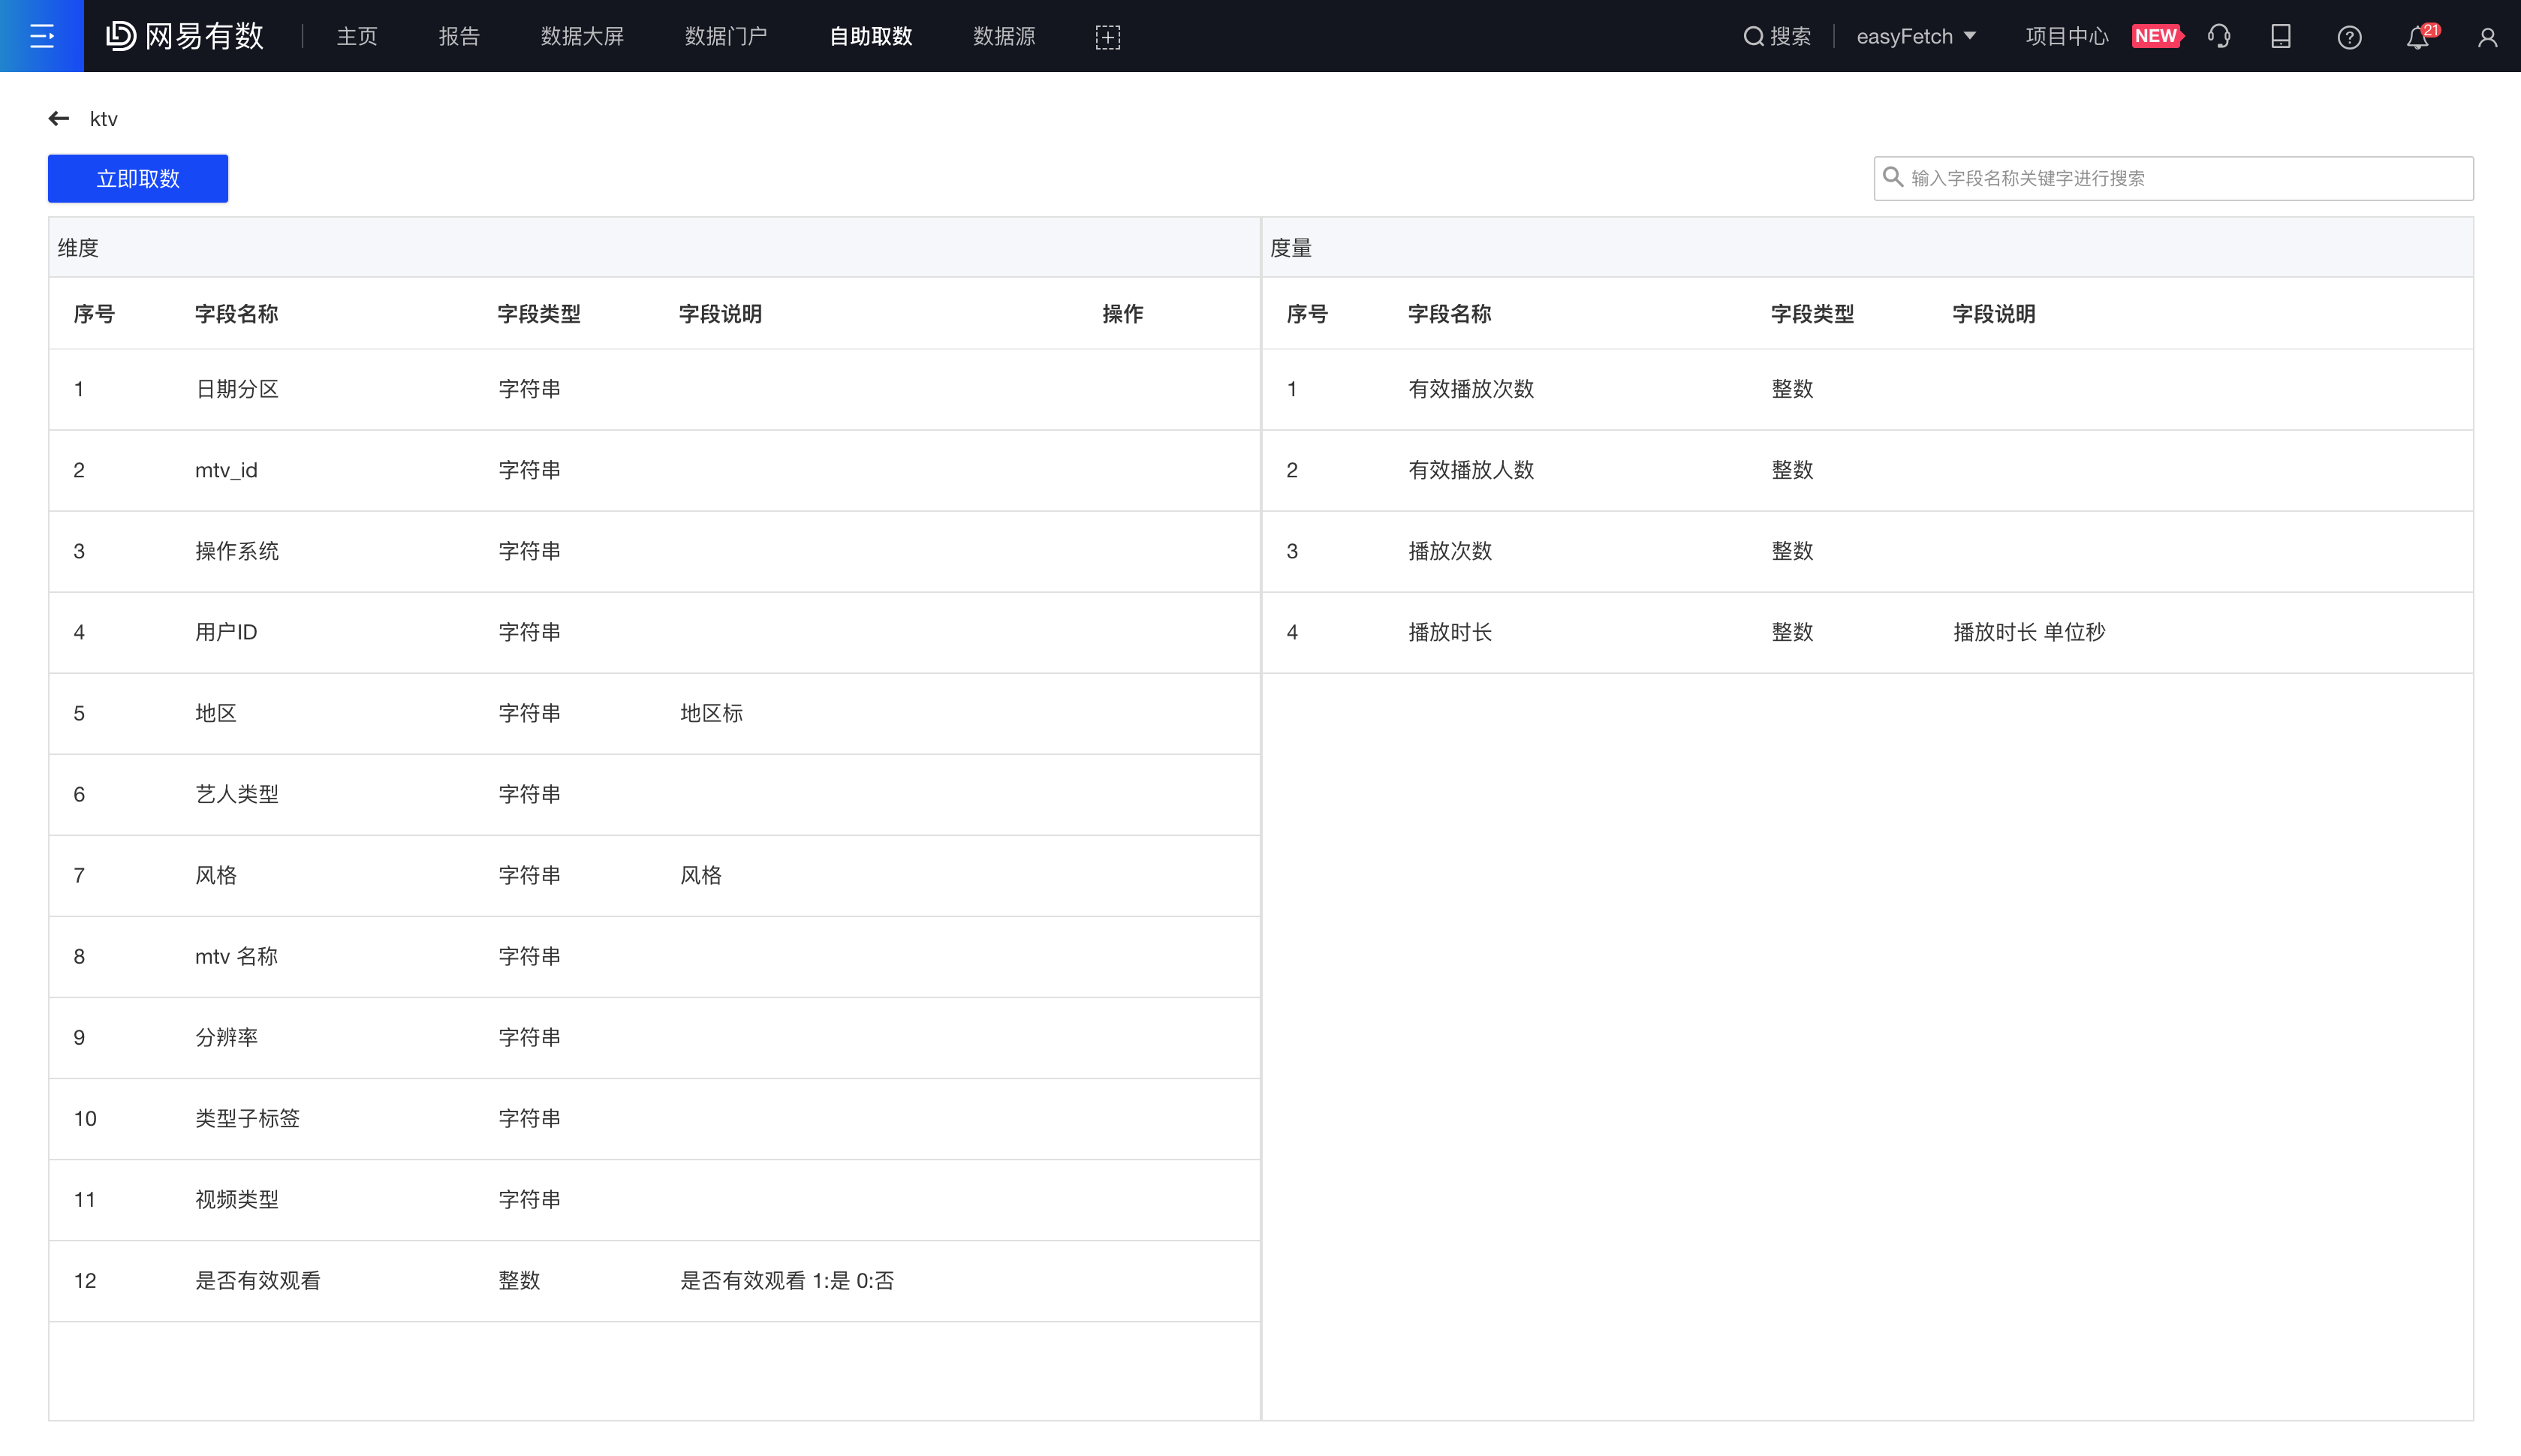 网易有数 主页 报告 数据大屏 数据门户 自助取数 数据源 搜索 easyFetch 项目中心 NEW 21
ktv
立即取数
输入字段名称关键字进行搜索
维度
序号 字段名称 字段类型 字段说明 操作
1 日期分区 字符串
2 mtv_id 字符串
3 操作系统 字符串
4 用户ID 字符串
5 地区 字符串 地区标
6 艺人类型 字符串
7 风格 字符串 风格
8 mtv 名称 字符串
9 分辨率 字符串
10 类型子标签 字符串
11 视频类型 字符串
12 是否有效观看 整数 是否有效观看 1:是 0:否
度量
序号 字段名称 字段类型 字段说明
1 有效播放次数 整数
2 有效播放人数 整数
3 播放次数 整数
4 播放时长 整数 播放时长 单位秒